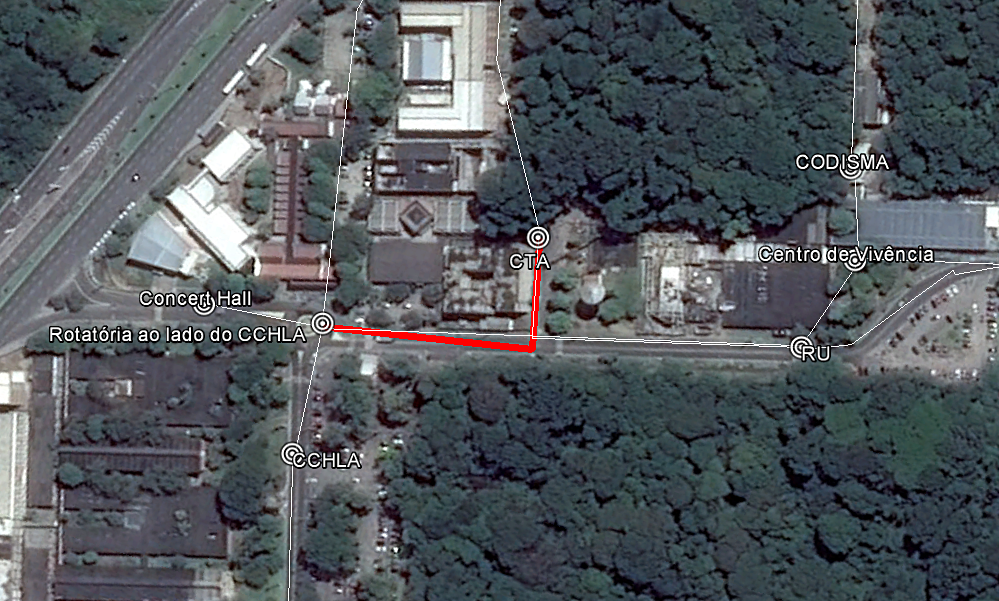 CODISMA
CTA
Centro de Vivência
Concert Hall
Rotatória ao lado do CCHLA
RU
CCHLA